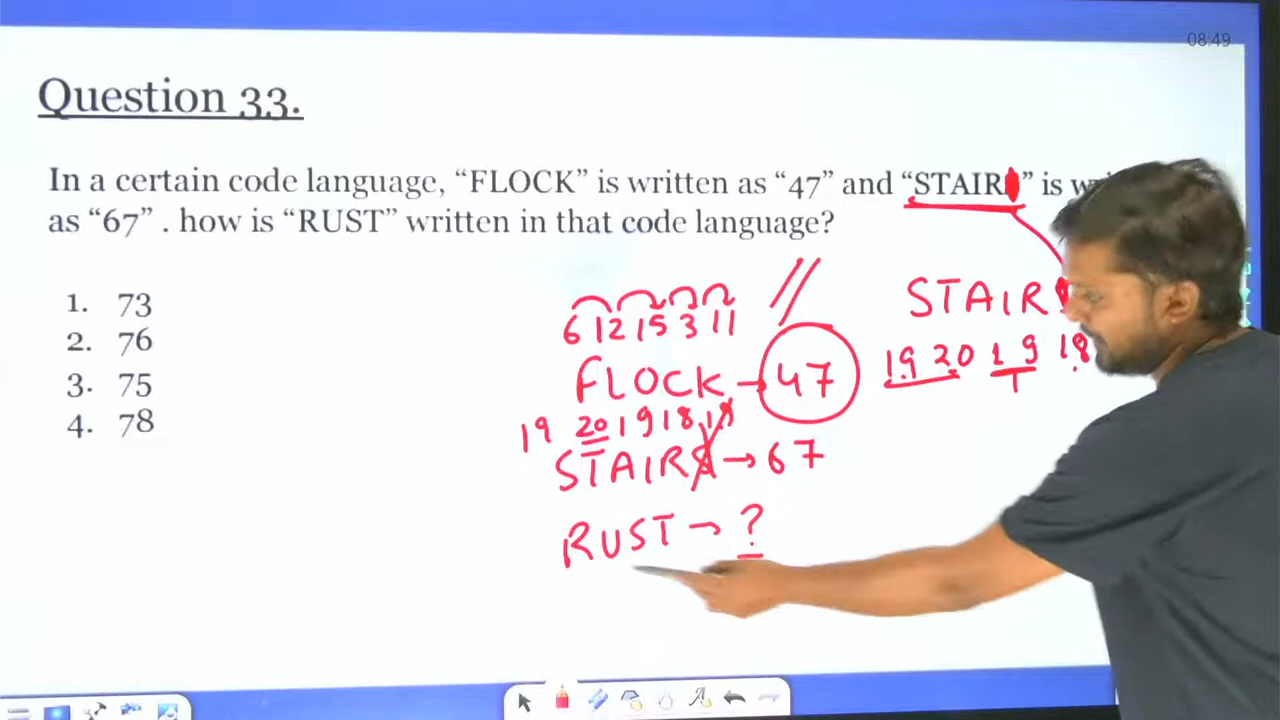 08:49
Question 33.
In a certain code language, “FLOCK” is written as “47” and “STAIR ” is
as “67” . how is “RUST” written in that code language?
1. 73
2. 76
3. 75
4. 78
6 12 15 3 11
FLOCK → 47
19 20 1 9 18 19
STAIRS → 67
RUST → ?
STAIR
19 20 1 9 18